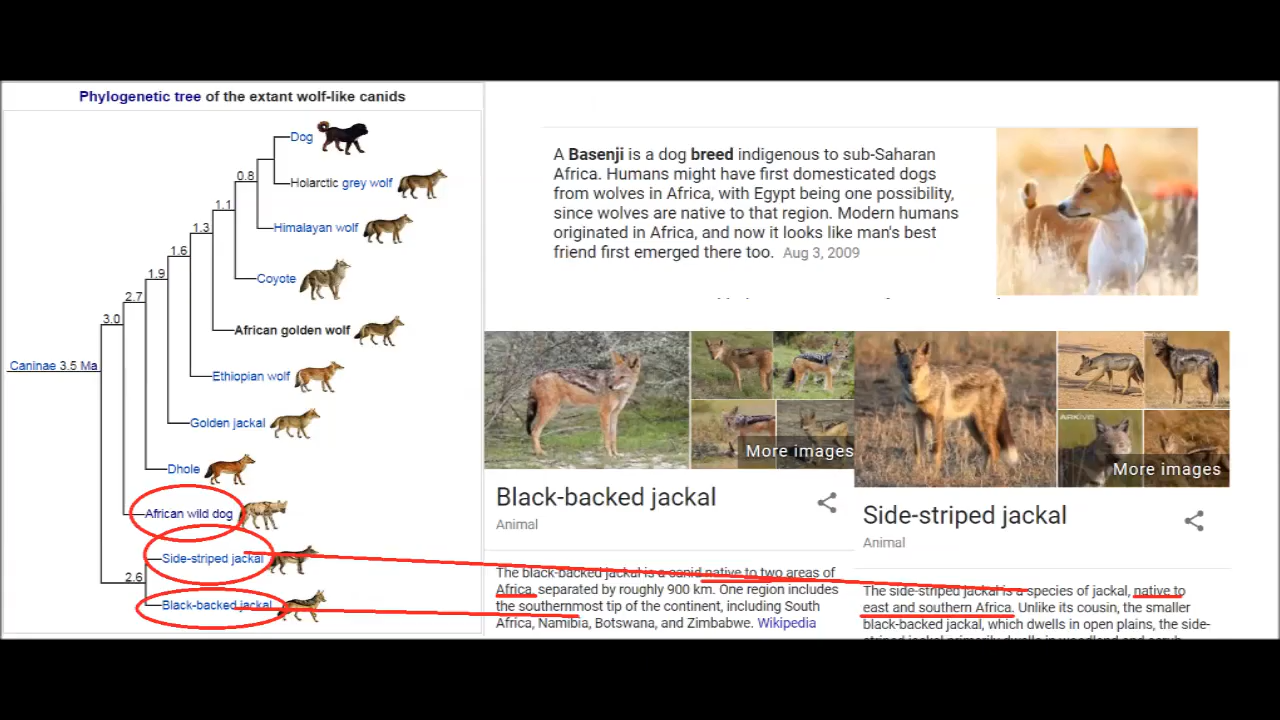 Phylogenetic tree of the extant wolf-like canids
Dog
Holarctic grey wolf
0.8
1.1
Himalayan wolf
1.3
1.6
Coyote
1.9
2.7
African golden wolf
3.0
Caninae 3.5 Ma
Ethiopian wolf
Golden jackal
Dhole
African wild dog
Side-striped jackal
2.6
Black-backed jackal
A Basenji is a dog breed indigenous to sub-Saharan
Africa. Humans might have first domesticated dogs
from wolves in Africa, with Egypt being one possibility,
since wolves are native to that region. Modern humans
originated in Africa, and now it looks like man's best
friend first emerged there too. Aug 3, 2009
More images
Black-backed jackal
Animal
The black-backed jackal is a canid native to two areas of
Africa, separated by roughly 900 km. One region includes
the southernmost tip of the continent, including South
Africa, Namibia, Botswana, and Zimbabwe. Wikipedia
ARKive
More images
Side-striped jackal
Animal
The side-striped jackal is a species of jackal, native to
east and southern Africa. Unlike its cousin, the smaller
black-backed jackal, which dwells in open plains, the side-
striped jackal primarily dwells in woodland and scrub